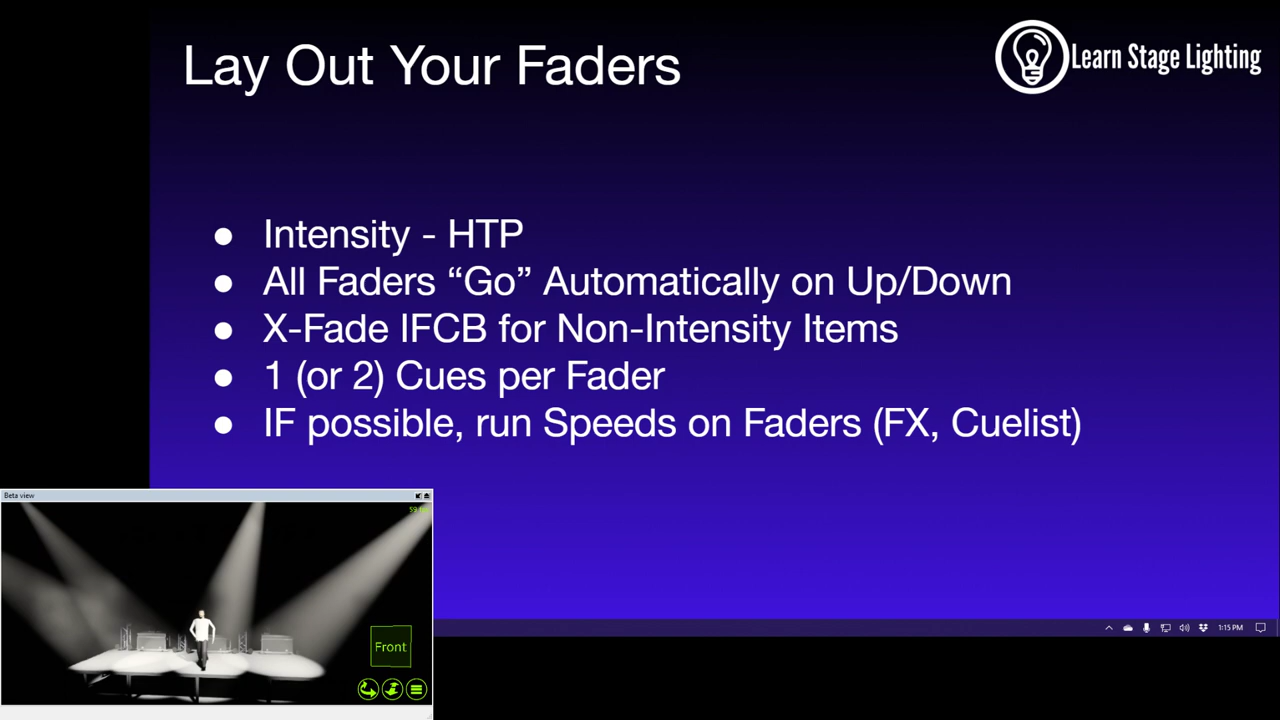 Lay Out Your Faders
Learn Stage Lighting
● Intensity - HTP
● All Faders “Go” Automatically on Up/Down
● X-Fade IFCB for Non-Intensity Items
● 1 (or 2) Cues per Fader
● IF possible, run Speeds on Faders (FX, Cuelist)
Beta view
Front
1:15 PM